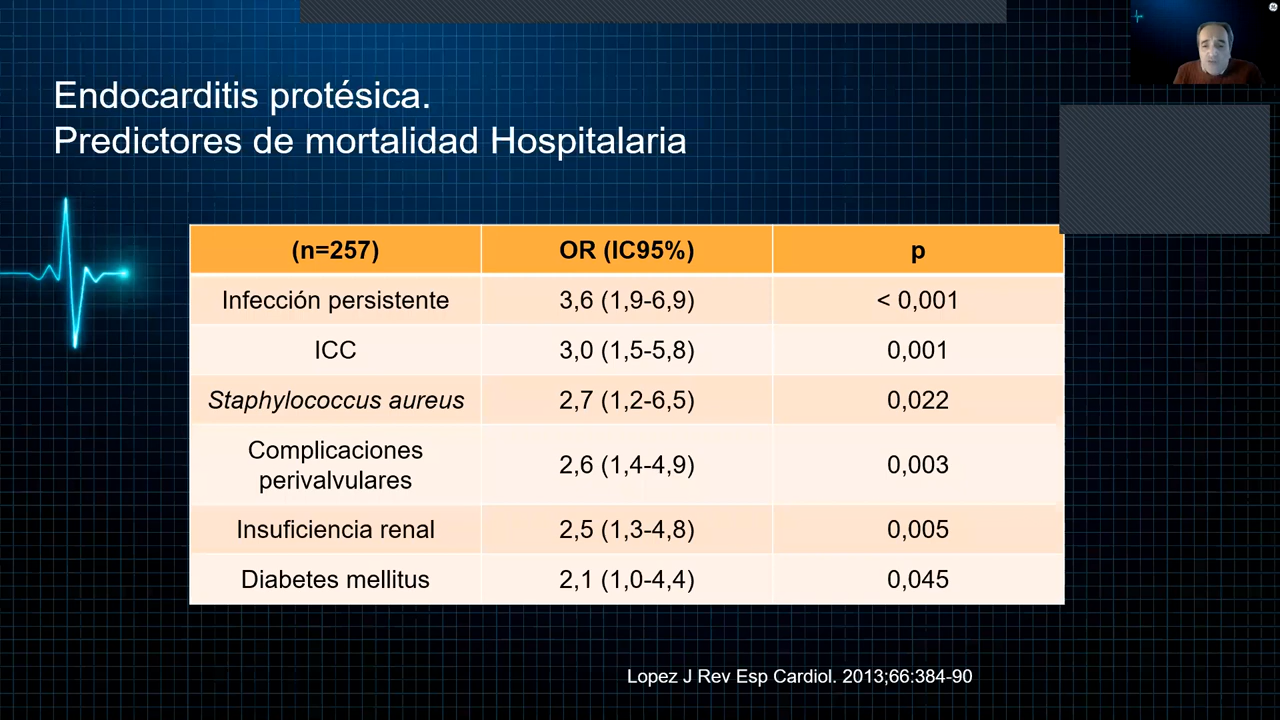 Endocarditis protésica.
Predictores de mortalidad Hospitalaria
(n=257) OR (IC95%) p
Infección persistente 3,6 (1,9-6,9) < 0,001
ICC 3,0 (1,5-5,8) 0,001
Staphylococcus aureus 2,7 (1,2-6,5) 0,022
Complicaciones
perivalvulares 2,6 (1,4-4,9) 0,003
Insuficiencia renal 2,5 (1,3-4,8) 0,005
Diabetes mellitus 2,1 (1,0-4,4) 0,045
Lopez J Rev Esp Cardiol. 2013;66:384-90